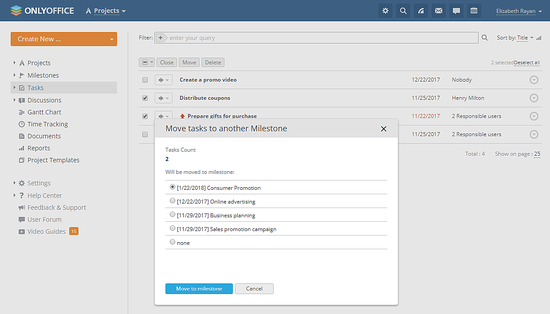 ONLYOFFICE Projects Elizabeth Rayan
Create New ...
Filter: enter your query Sort by: Title
Close Move Delete 2 selected Deselect all
Projects
Milestones
Tasks
Discussions
Gantt Chart
Time Tracking
Documents
Reports
Project Templates
Settings
Help Center
Feedback & Support
User Forum
Video Guides 15
Create a promo video 12/22/2017 Nobody
Distribute coupons 11/25/2017 Henry Milton
Prepare gifts for purchase 11/22/2017 2 Responsible users
11/25/2017 2 Responsible users
Total : 4 Show on page : 25
Move tasks to another Milestone
Tasks Count
2
Will be moved to milestone:
[1/22/2018] Consumer Promotion
[12/22/2017] Online advertising
[11/29/2017] Business planning
[11/29/2017] Sales promotion campaign
none
Move to milestone Cancel